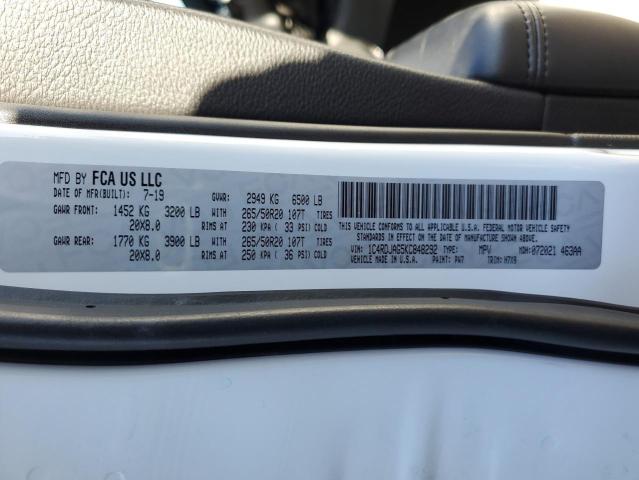 MFD BY FCA US LLC
DATE OF MFR(BUILT): 7-19 GVWR: 2949 KG 6500 LB
GAWR FRONT: 1452 KG 3200 LB WITH 265/50R20 107T TIRES
20X8.0 RIMS AT 230 KPA ( 33 PSI) COLD
GAWR REAR: 1770 KG 3900 LB WITH 265/50R20 107T TIRES
20X8.0 RIMS AT 250 KPA ( 36 PSI) COLD
THIS VEHICLE CONFORMS TO ALL APPLICABLE U.S.A. FEDERAL MOTOR VEHICLE SAFETY
STANDARDS IN EFFECT ON THE DATE OF MANUFACTURE SHOWN ABOVE.
VIN: 1C4RDJAG5KC848292 TYPE: MPV MDH: 072021 463AA
VEHICLE MADE IN U.S.A. PAINT: PW7 TRIM: H7X9